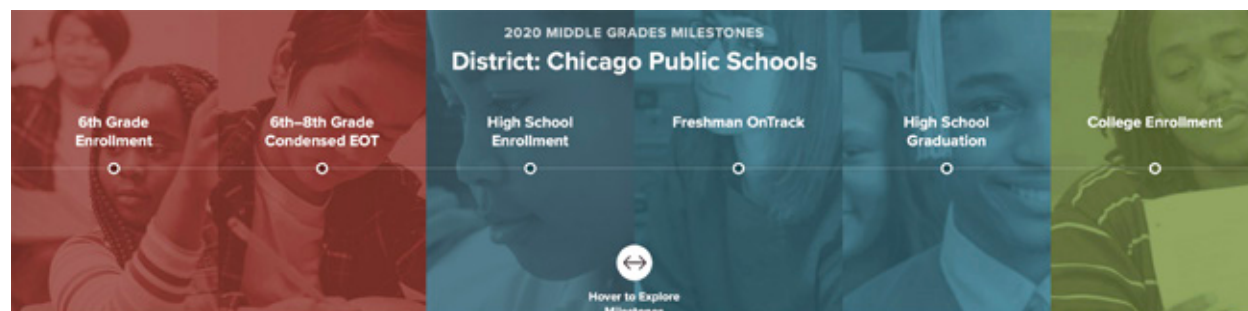 2020 MIDDLE GRADES MILESTONES
District: Chicago Public Schools
6th Grade
Enrollment
6th–8th Grade
Condensed EOT
High School
Enrollment
Freshman OnTrack
High School
Graduation
College Enrollment
Hover to Explore
Milestones